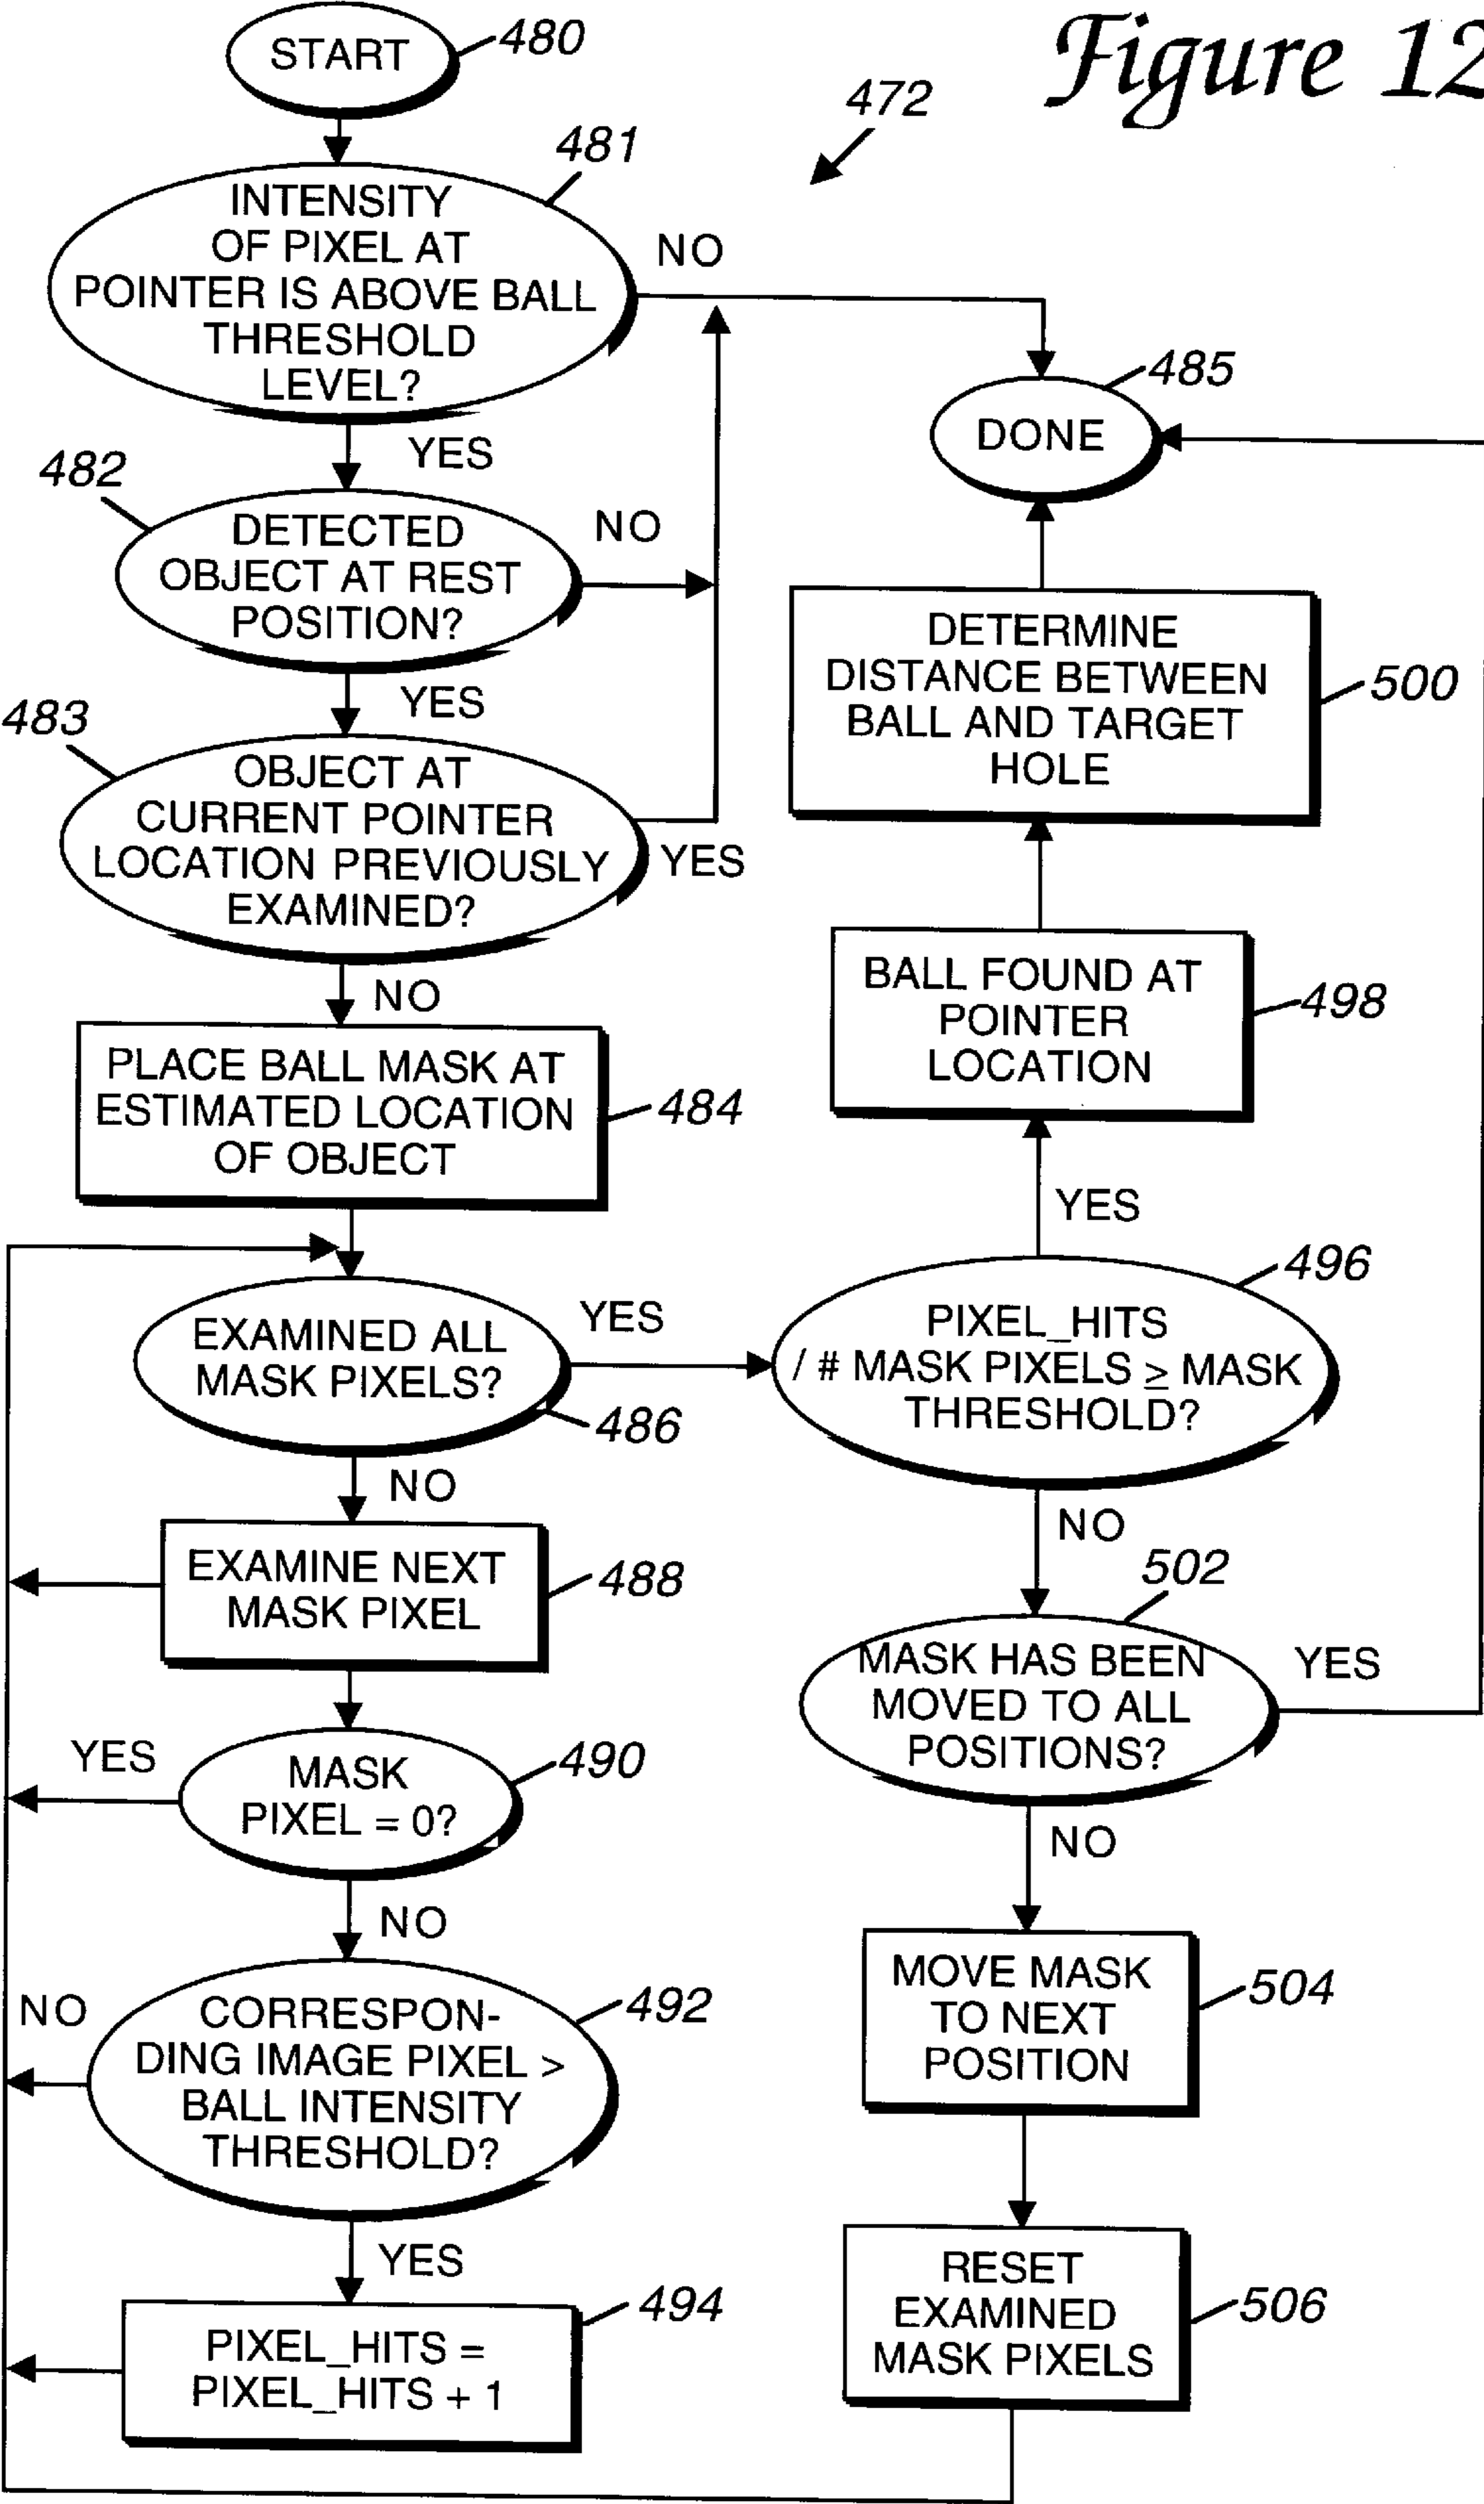 Figure 12
START
480
472
481
INTENSITY
OF PIXEL AT
POINTER IS ABOVE BALL
THRESHOLD
LEVEL?
NO
YES
482
DETECTED
OBJECT AT REST
POSITION?
NO
YES
483
OBJECT AT
CURRENT POINTER
LOCATION PREVIOUSLY
EXAMINED?
YES
NO
PLACE BALL MASK AT
ESTIMATED LOCATION
OF OBJECT
484
EXAMINED ALL
MASK PIXELS?
YES
486
NO
EXAMINE NEXT
MASK PIXEL
488
YES
MASK
PIXEL = 0?
490
NO
NO
CORRESPON-
DING IMAGE PIXEL >
BALL INTENSITY
THRESHOLD?
492
YES
PIXEL_HITS =
PIXEL_HITS + 1
494
485
DONE
DETERMINE
DISTANCE BETWEEN
BALL AND TARGET
HOLE
500
BALL FOUND AT
POINTER
LOCATION
498
YES
496
PIXEL_HITS
/ # MASK PIXELS ≥ MASK
THRESHOLD?
NO
502
MASK HAS BEEN
MOVED TO ALL
POSITIONS?
YES
NO
MOVE MASK
TO NEXT
POSITION
504
RESET
EXAMINED
MASK PIXELS
506